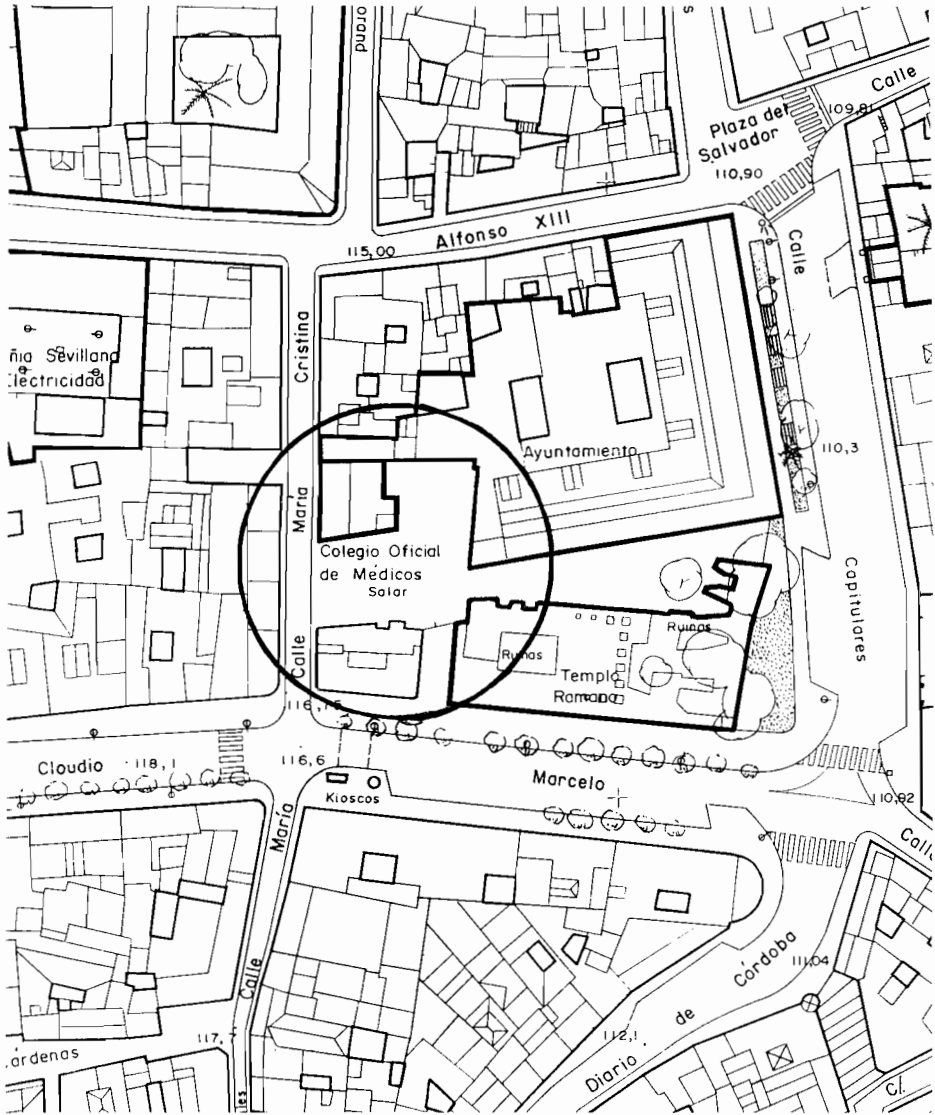 Calle
109,81
Plaza del
Salvador
110,90
Alfonso XIII
115,00
Calle
Cristina
ñia Sevillana
Electricidad
Ayuntamiento
110,3
María
Colegio Oficial
de Médicos
Solar
Capitulares
Calle
Ruinas
Ruinas
Templo
Romano
Claudio
118,1
116,6
Marcelo
Kioscos
110,92
María
Calle
Calle
Córdoba
111,04
de
112,1
Diario
117,7
árdenas
Cl.